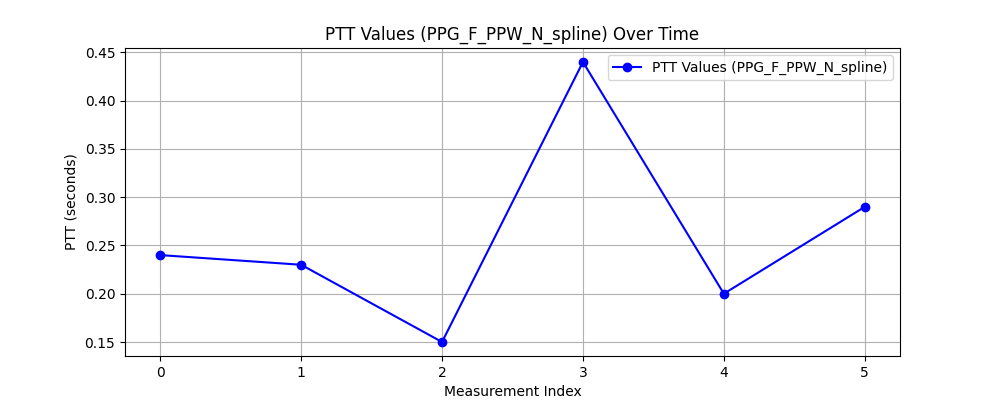 PTT Values (PPG_F_PPW_N_spline) Over Time
PTT Values (PPG_F_PPW_N_spline)
PTT (seconds)
0.45
0.40
0.35
0.30
0.25
0.20
0.15
0 1 2 3 4 5
Measurement Index